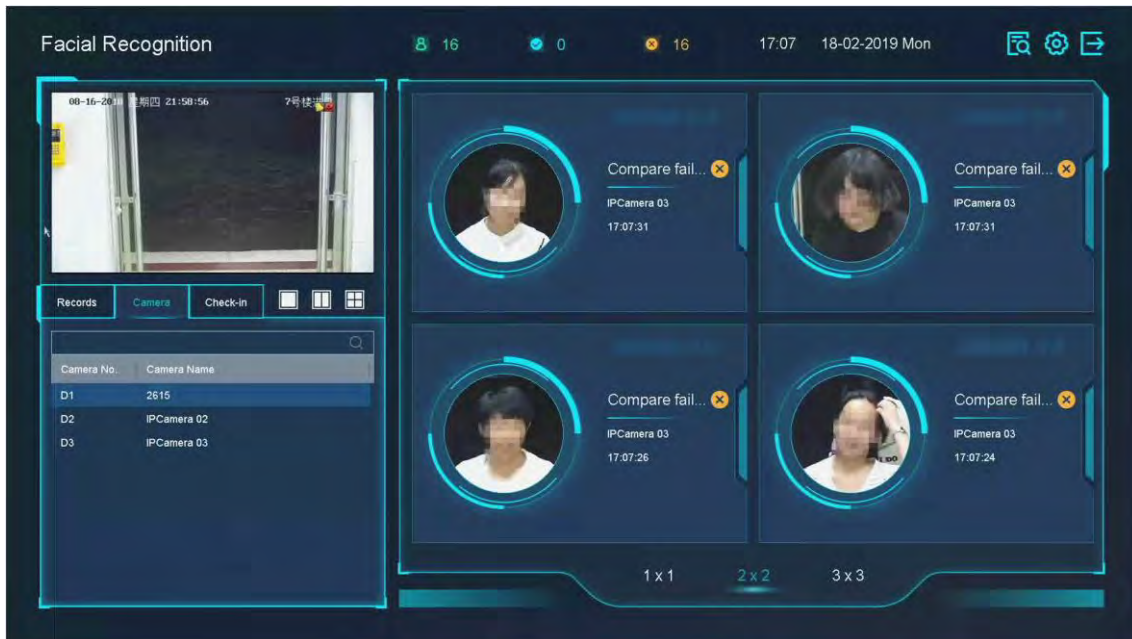 Facial Recognition
16
0
16
17:07 18-02-2019 Mon
星期四 21:58:56
7号楼
Records
Camera
Check-in
Camera No. Camera Name
D1 2615
D2 IPCamera 02
D3 IPCamera 03
Compare fail...
IPCamera 03
17:07:31
Compare fail...
IPCamera 03
17:07:31
Compare fail...
IPCamera 03
17:07:26
Compare fail...
IPCamera 03
17:07:24
1 x 1
2 x 2
3 x 3